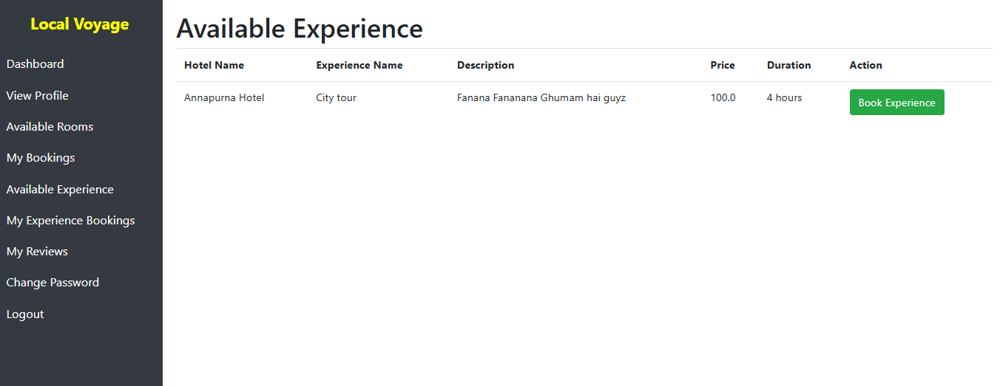 Local Voyage
Dashboard
View Profile
Available Rooms
My Bookings
Available Experience
My Experience Bookings
My Reviews
Change Password
Logout
Available Experience
Hotel Name Experience Name Description Price Duration Action
Annapurna Hotel City tour Fanana Fananana Ghumam hai guyz 100.0 4 hours Book Experience